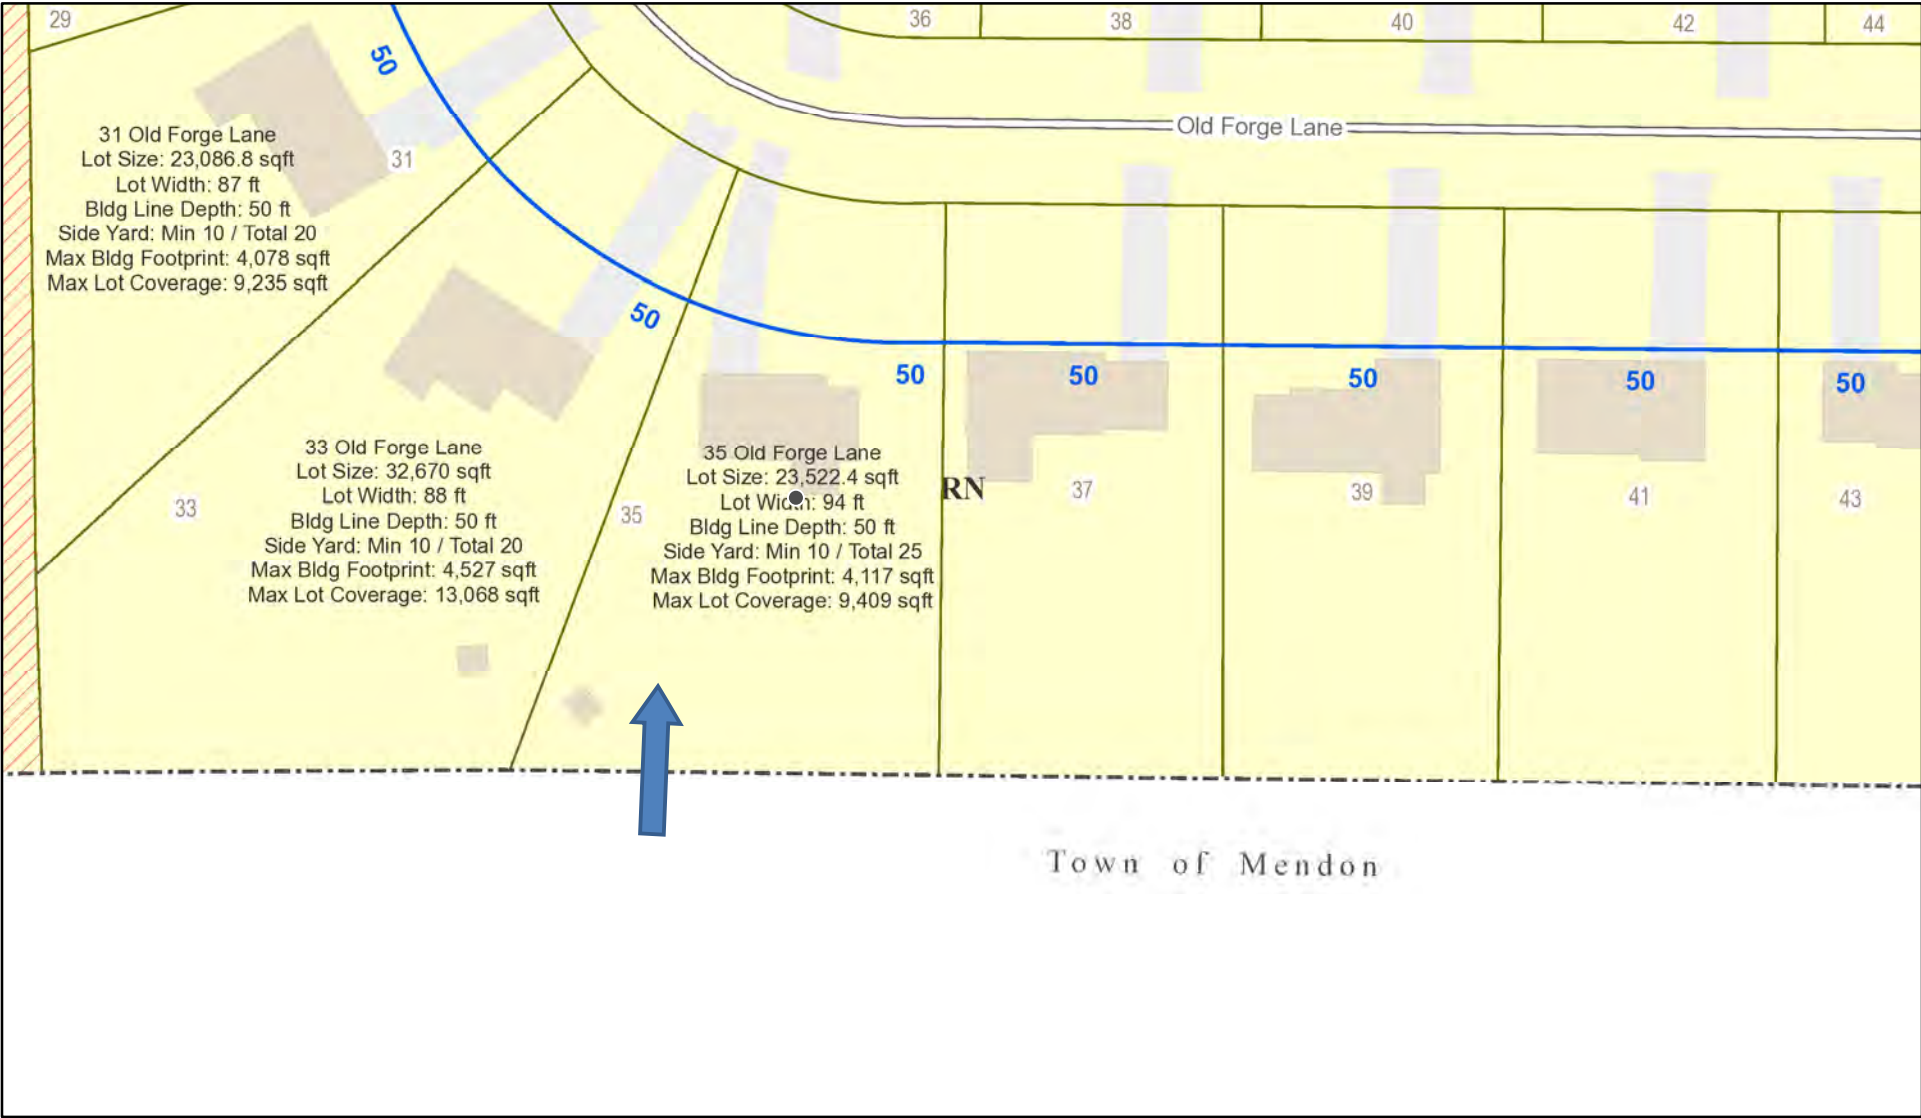 29
36
38
40
42
44
50
Old Forge Lane
31 Old Forge Lane
Lot Size: 23,086.8 sqft
Lot Width: 87 ft
Bldg Line Depth: 50 ft
Side Yard: Min 10 / Total 20
Max Bldg Footprint: 4,078 sqft
Max Lot Coverage: 9,235 sqft
31
50
50
50
50
50
50
33 Old Forge Lane
Lot Size: 32,670 sqft
Lot Width: 88 ft
Bldg Line Depth: 50 ft
Side Yard: Min 10 / Total 20
Max Bldg Footprint: 4,527 sqft
Max Lot Coverage: 13,068 sqft
33
35
35 Old Forge Lane
Lot Size: 23,522.4 sqft
Lot Width: 94 ft
Bldg Line Depth: 50 ft
Side Yard: Min 10 / Total 25
Max Bldg Footprint: 4,117 sqft
Max Lot Coverage: 9,409 sqft
RN
37
39
41
43
Town of Mendon